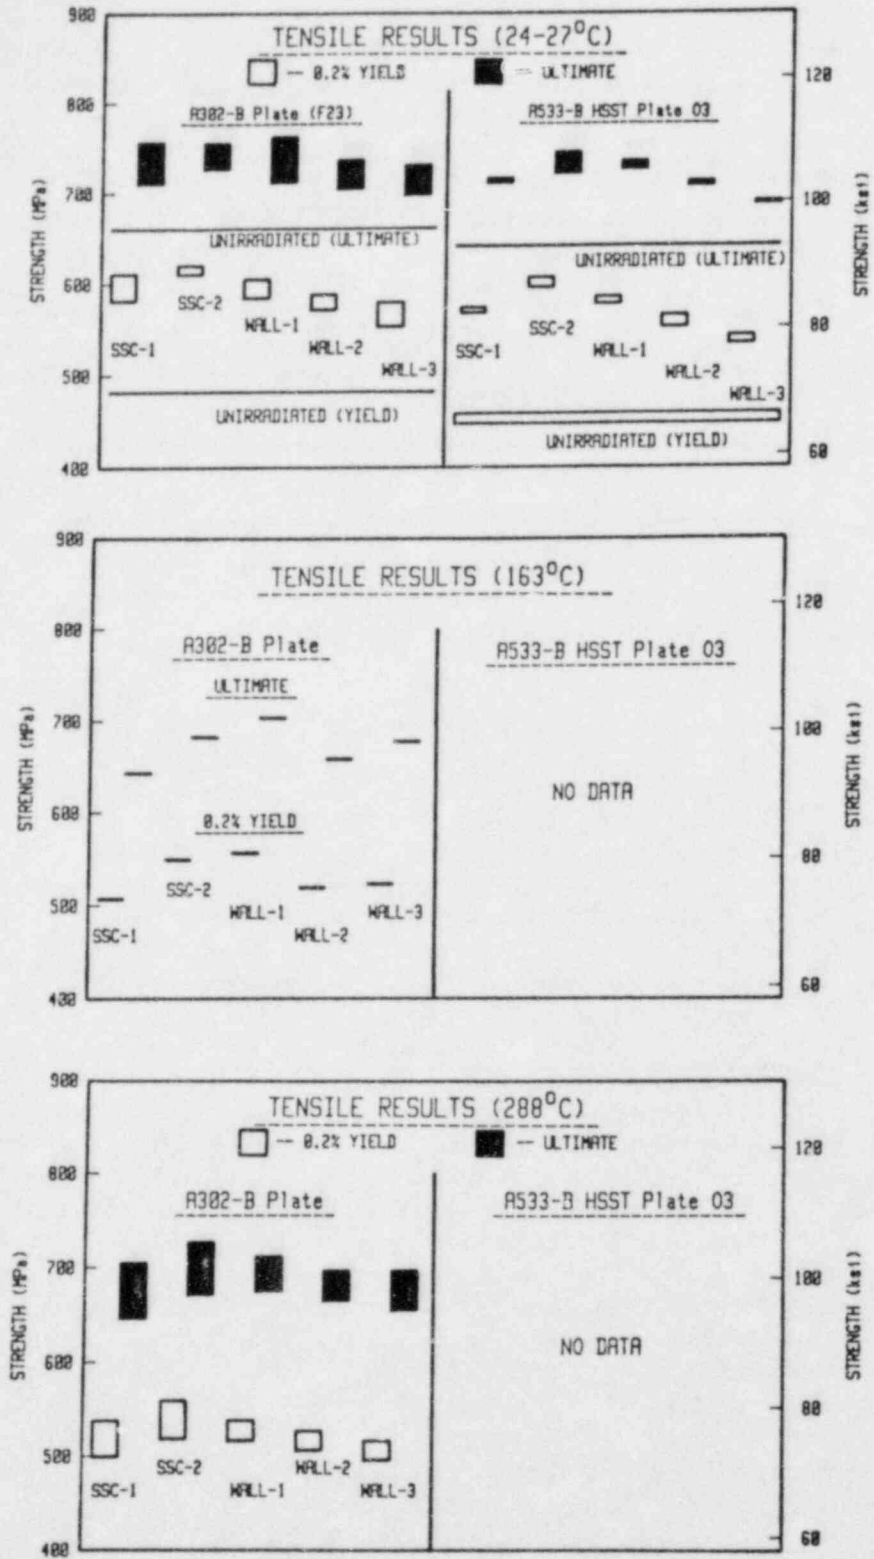 900
TENSILE RESULTS (24-27°C)
— 0.2% YIELD — ULTIMATE
120
800
A302-B Plate (F23) A533-B HSST Plate 03
700
100
STRENGTH (MPa)
STRENGTH (ksi)
UNIRRADIATED (ULTIMATE)
UNIRRADIATED (ULTIMATE)
600
SSC-1 SSC-2 WALL-1 WALL-2 WALL-3
SSC-1 SSC-2 WALL-1 WALL-2 WALL-3
80
500
UNIRRADIATED (YIELD)
UNIRRADIATED (YIELD)
60
400
900
TENSILE RESULTS (163°C)
120
800
A302-B Plate A533-B HSST Plate 03
ULTIMATE
700
100
STRENGTH (MPa)
STRENGTH (ksi)
NO DATA
600
0.2% YIELD
80
500
SSC-1 SSC-2 WALL-1 WALL-2 WALL-3
60
400
900
TENSILE RESULTS (288°C)
— 0.2% YIELD — ULTIMATE
120
800
A302-B Plate A533-B HSST Plate 03
700
100
STRENGTH (MPa)
STRENGTH (ksi)
NO DATA
600
80
500
SSC-1 SSC-2 WALL-1 WALL-2 WALL-3
60
400